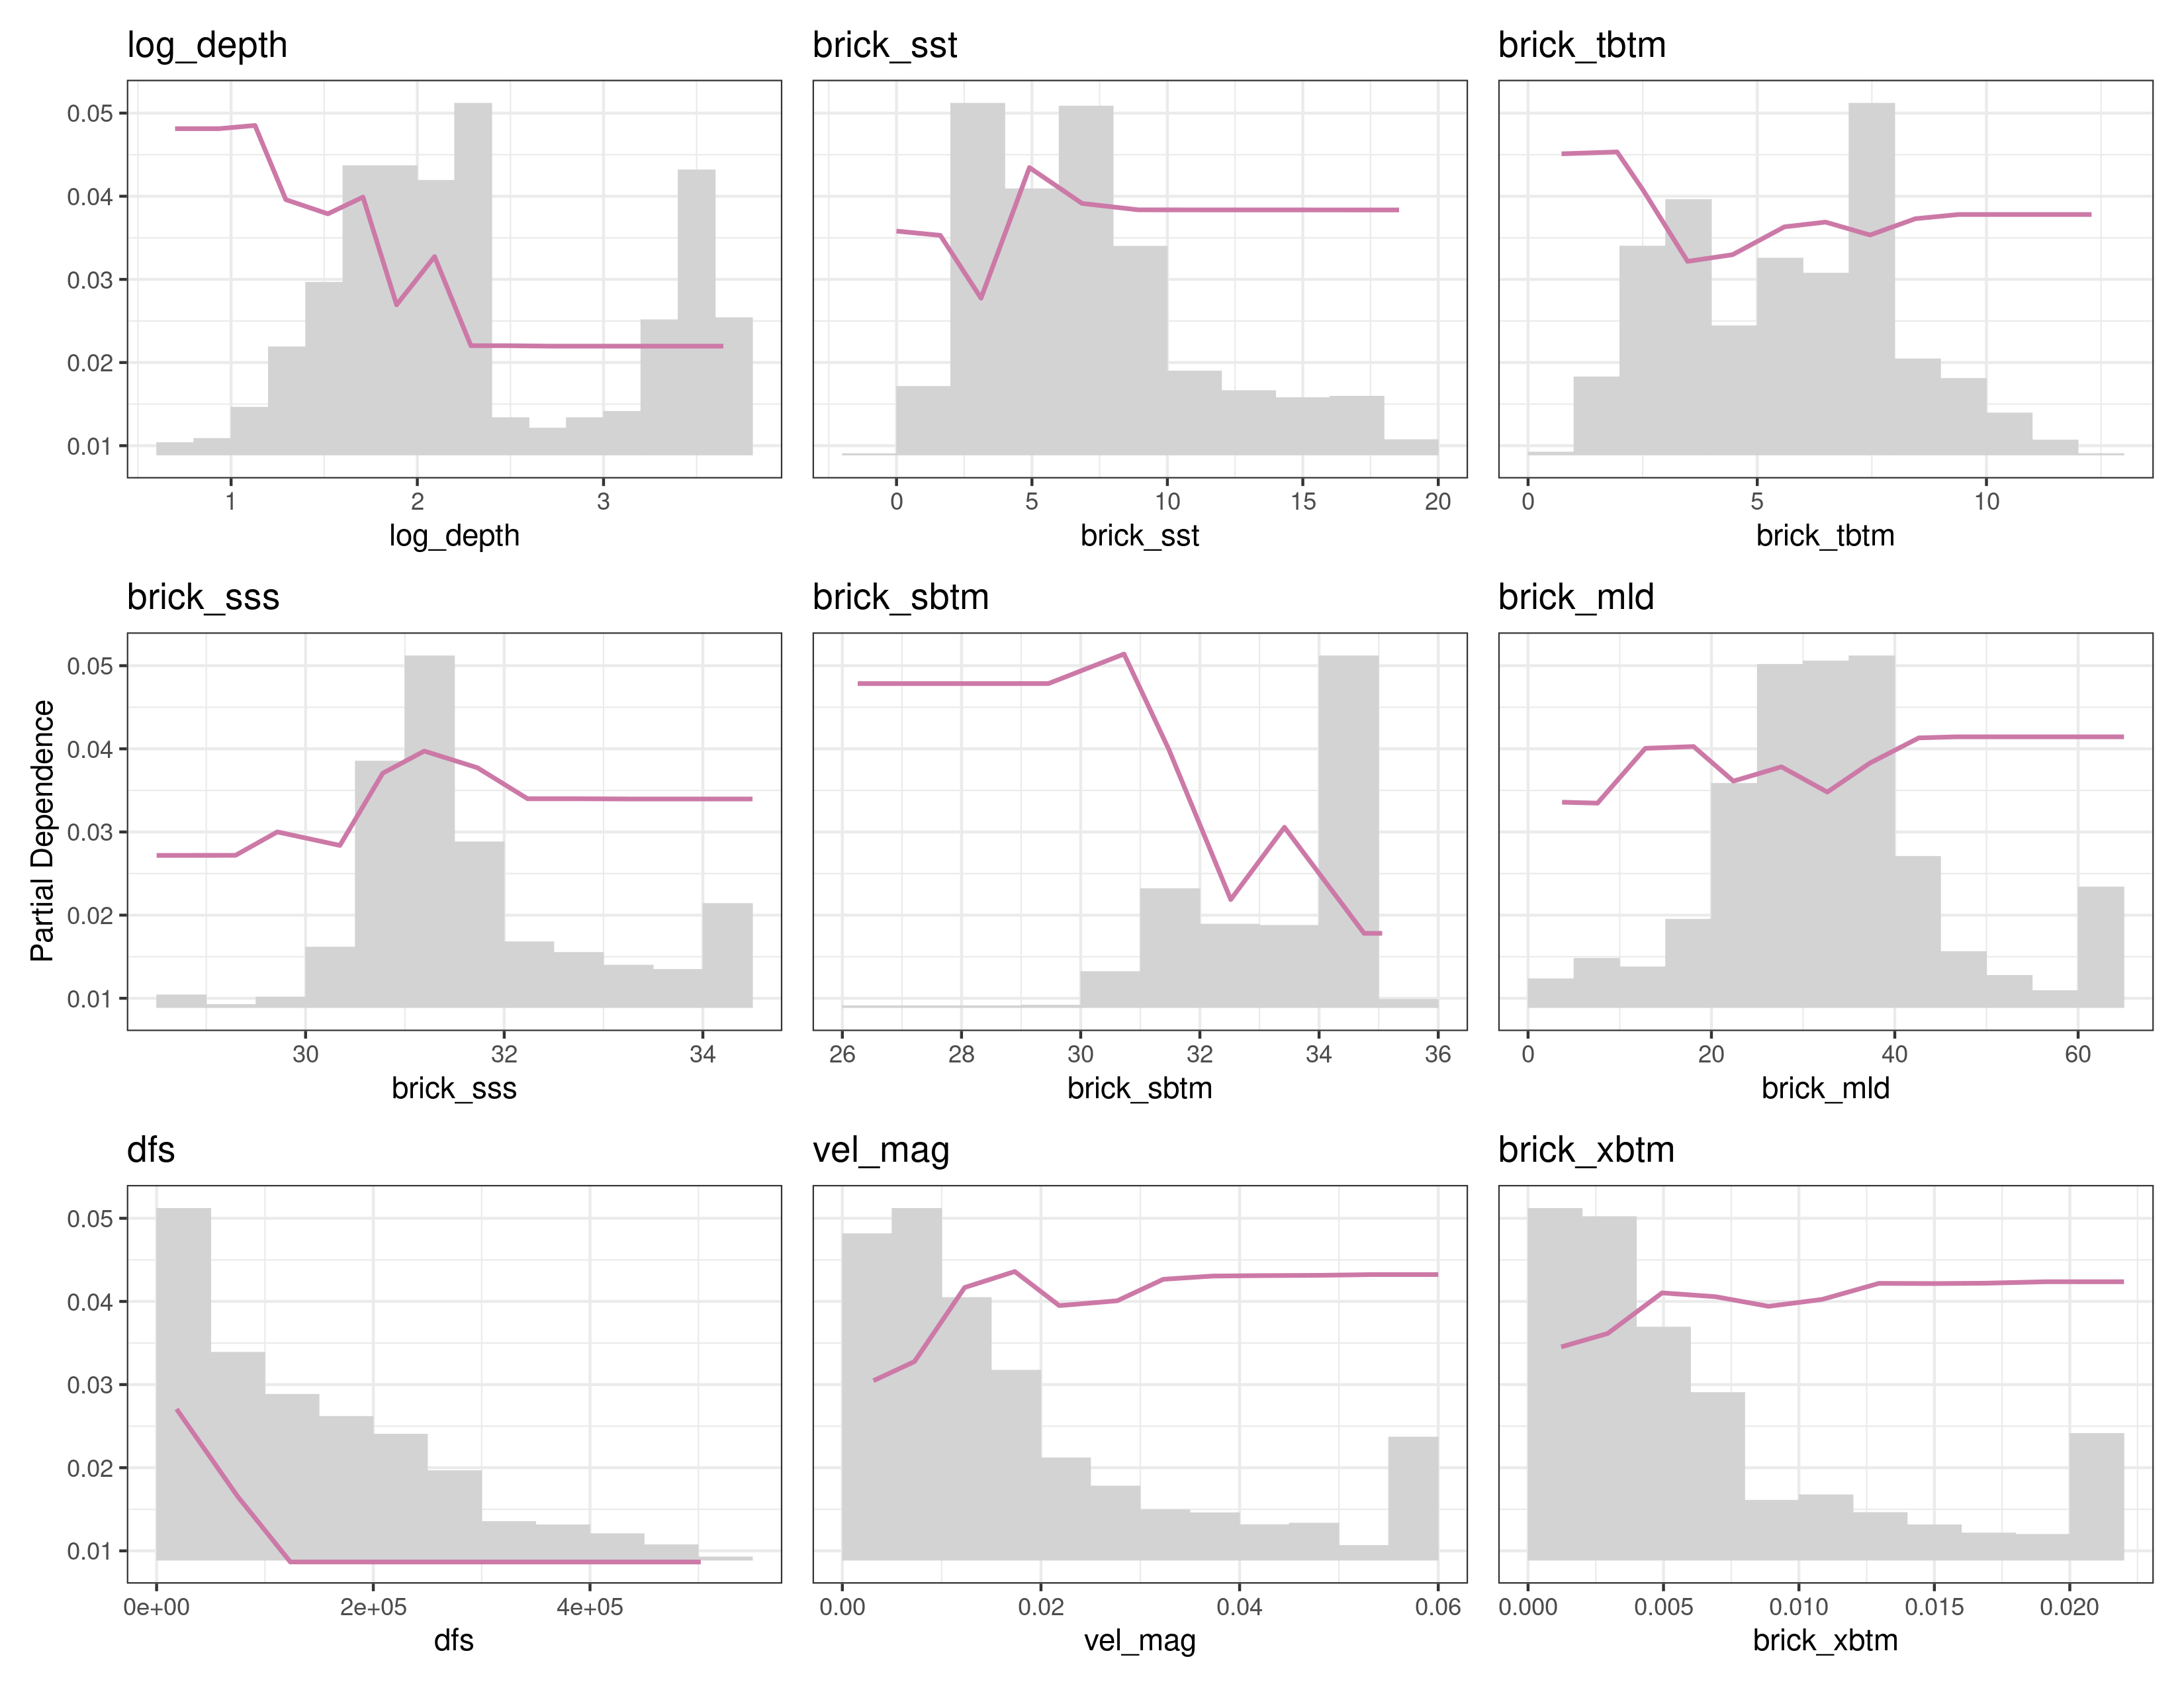 log_depth
brick_sst
brick_tbtm
0.05
0.04
0.03
0.02
0.01
1 2 3
0 5 10 15 20
0 5 10
log_depth
brick_sst
brick_tbtm
brick_sss
brick_sbtm
brick_mld
Partial Dependence
0.05
0.04
0.03
0.02
0.01
30 32 34
26 28 30 32 34 36
0 20 40 60
brick_sss
brick_sbtm
brick_mld
dfs
vel_mag
brick_xbtm
0.05
0.04
0.03
0.02
0.01
0e+00 2e+05 4e+05
0.00 0.02 0.04 0.06
0.000 0.005 0.010 0.015 0.020
dfs
vel_mag
brick_xbtm